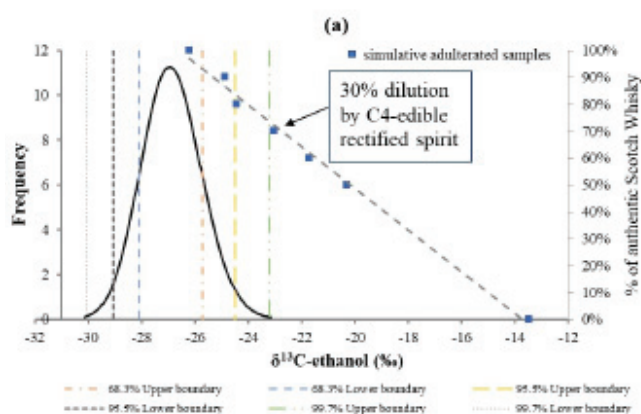 (a)
12
10
8
6
4
2
0
Frequency
simulative adulterated samples
30% dilution
by C4-edible
rectified spirit
100%
90%
80%
70%
60%
50%
40%
30%
20%
10%
0%
% of authentic Scotch Whisky
-32 -30 -28 -26 -24 -22 -20 -18 -16 -14 -12
δ¹³C-ethanol (‰)
68.3% Upper boundary 68.3% Lower boundary 95.5% Upper boundary
95.5% Lower boundary 99.7% Upper boundary 99.7% Lower boundary